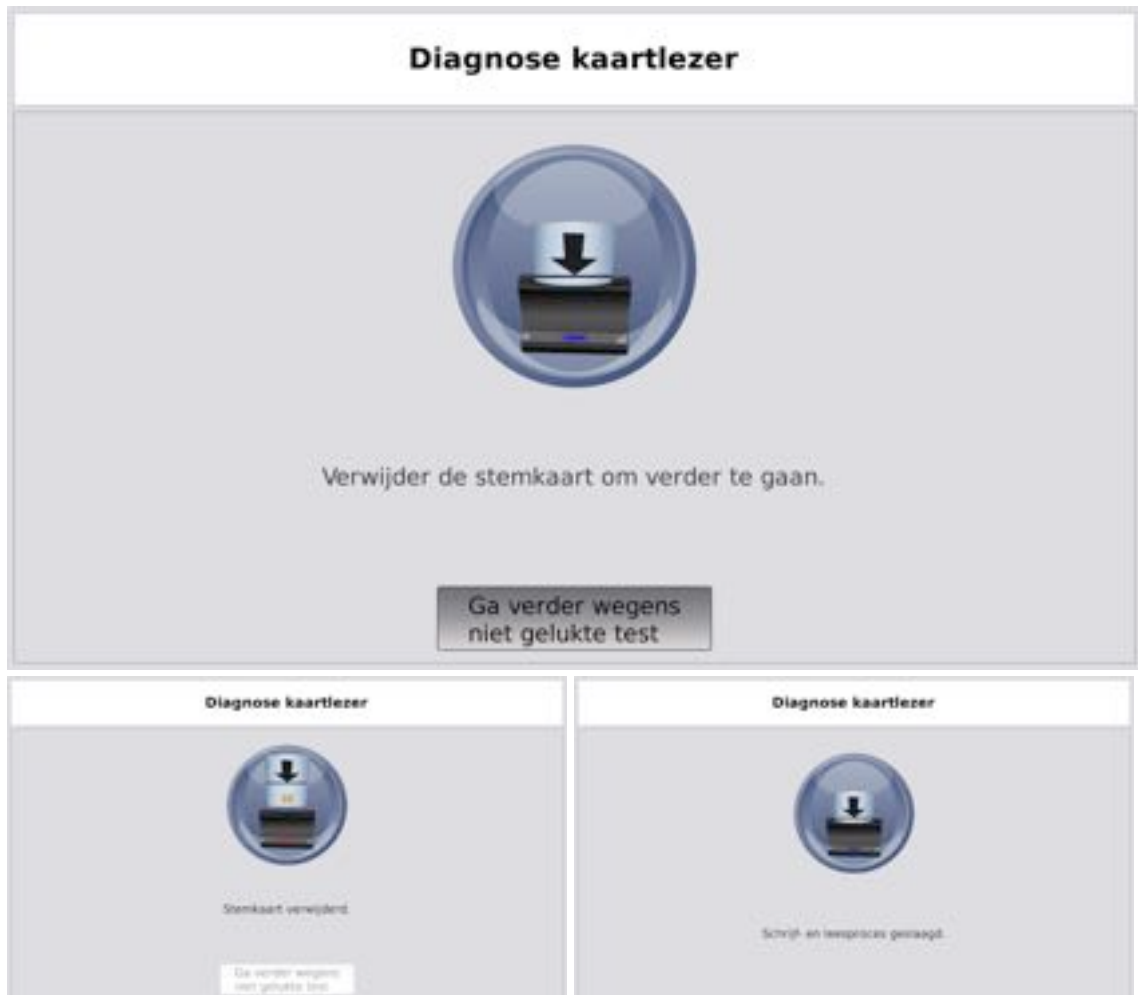 Diagnose kaartlezer
Verwijder de stemkaart om verder te gaan.
Ga verder wegens
niet gelukte test
Diagnose kaartlezer
Stemkaart verwijderd.
Ga verder wegens
niet gelukte test
Diagnose kaartlezer
Schrijf- en leesproces geslaagd.